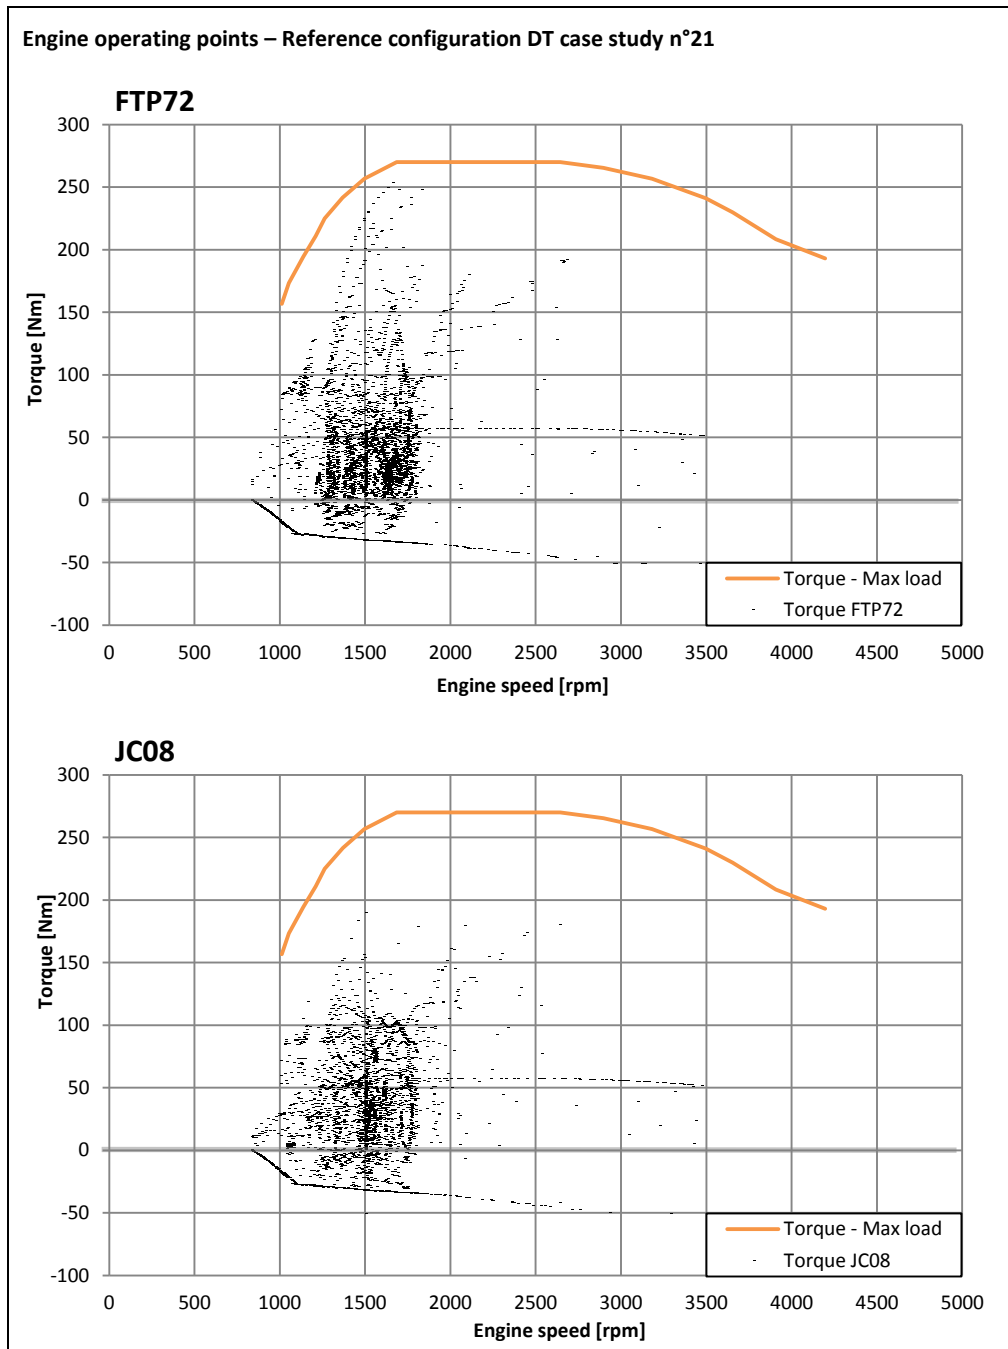 Engine operating points – Reference configuration DT case study n°21
FTP72
300
250
200
150
100
50
0
-50
-100
Torque [Nm]
Torque - Max load
Torque FTP72
0 500 1000 1500 2000 2500 3000 3500 4000 4500 5000
Engine speed [rpm]
JC08
300
250
200
150
100
50
0
-50
-100
Torque [Nm]
Torque - Max load
Torque JC08
0 500 1000 1500 2000 2500 3000 3500 4000 4500 5000
Engine speed [rpm]